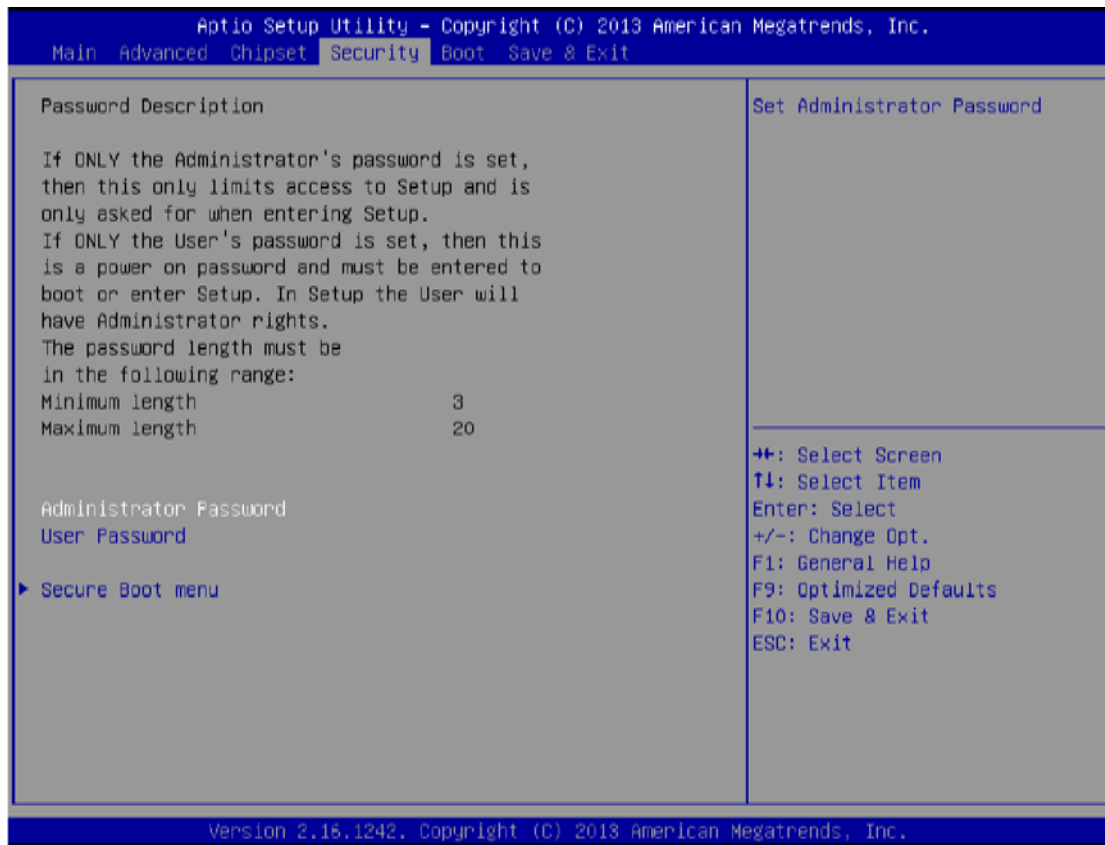 Aptio Setup Utility – Copyright (C) 2013 American Megatrends, Inc.
Main Advanced Chipset Security Boot Save & Exit
Password Description
If ONLY the Administrator's password is set,
then this only limits access to Setup and is
only asked for when entering Setup.
If ONLY the User's password is set, then this
is a power on password and must be entered to
boot or enter Setup. In Setup the User will
have Administrator rights.
The password length must be
in the following range:
Minimum length 3
Maximum length 20
Administrator Password
User Password
▶ Secure Boot menu
Set Administrator Password
→←: Select Screen
↑↓: Select Item
Enter: Select
+/-: Change Opt.
F1: General Help
F9: Optimized Defaults
F10: Save & Exit
ESC: Exit
Version 2.16.1242. Copyright (C) 2013 American Megatrends, Inc.